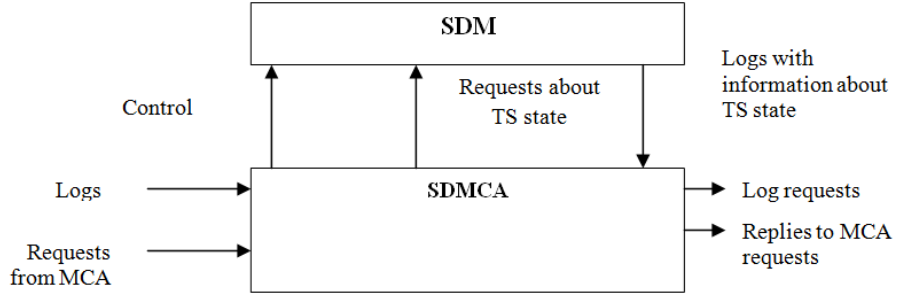 SDM
Control
Requests about
TS state
Logs with
information about
TS state
Logs
SDMCA
Log requests
Requests
from MCA
Replies to MCA
requests